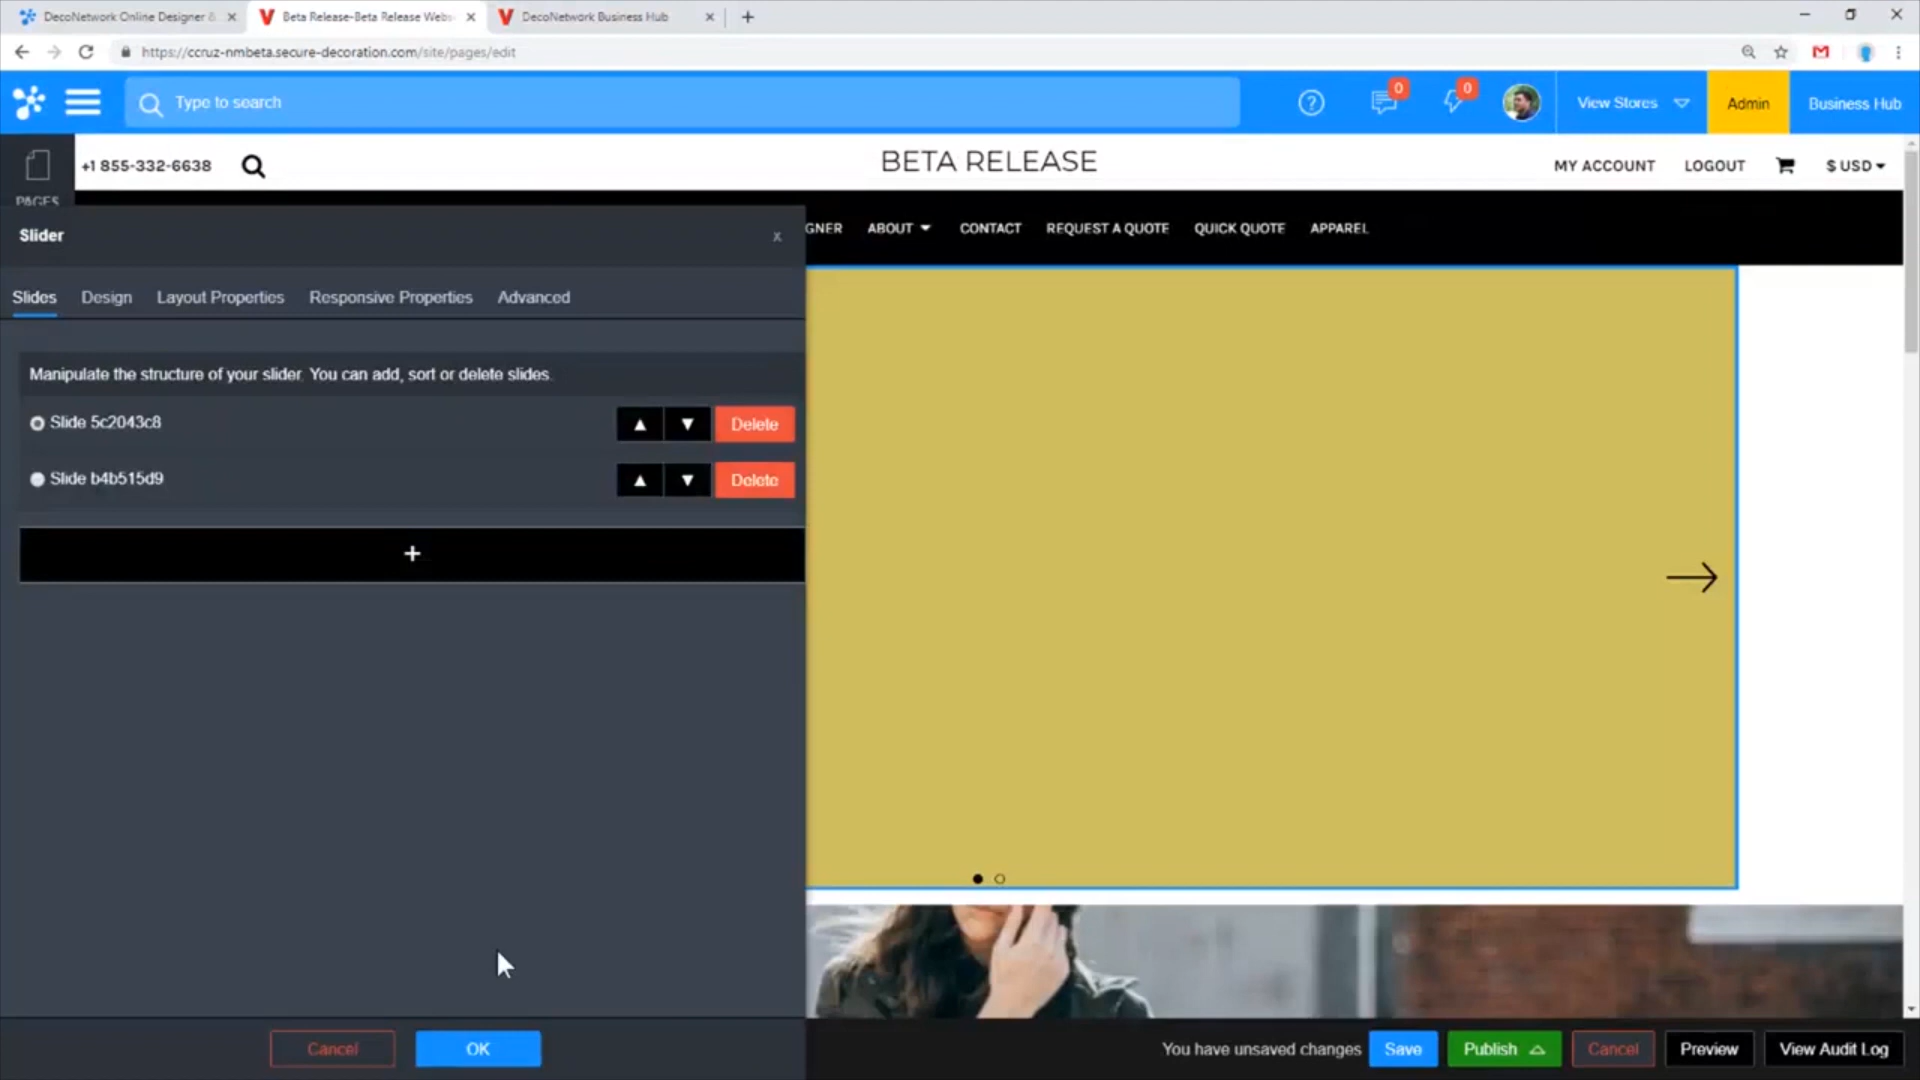 DecoNetwork Online Designer &
Beta Release-Beta Release Webs
DecoNetwork Business Hub
https://ccruz-nmbeta.secure-decoration.com/site/pages/edit
Type to search
0
0
View Stores
Admin
Business Hub
PAGES
+1 855-332-6638
BETA RELEASE
MY ACCOUNT
LOGOUT
$ USD
GNER
ABOUT
CONTACT
REQUEST A QUOTE
QUICK QUOTE
APPAREL
Slider
x
Slides
Design
Layout Properties
Responsive Properties
Advanced
Manipulate the structure of your slider. You can add, sort or delete slides.
Slide 5c2043c8
Delete
Slide b4b515d9
Delete
+
Cancel
OK
You have unsaved changes
Save
Publish
Cancel
Preview
View Audit Log